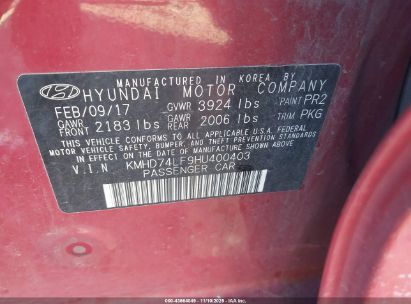 MANUFACTURED IN KOREA BY
HYUNDAI MOTOR COMPANY
FEB/09/17 GVWR 3924 lbs PAINT PR2
GAWR FRONT 2183 lbs GAWR REAR 2006 lbs TRIM PKG
THIS VEHICLE CONFORMS TO ALL APPLICABLE U.S.A. FEDERAL
MOTOR VEHICLE SAFETY, BUMPER, AND THEFT PREVENTION
STANDARDS IN EFFECT ON THE DATE OF MANUFACTURE SHOWN ABOVE.
V.I.N KMHD74LF9HU400403
PASSENGER CAR